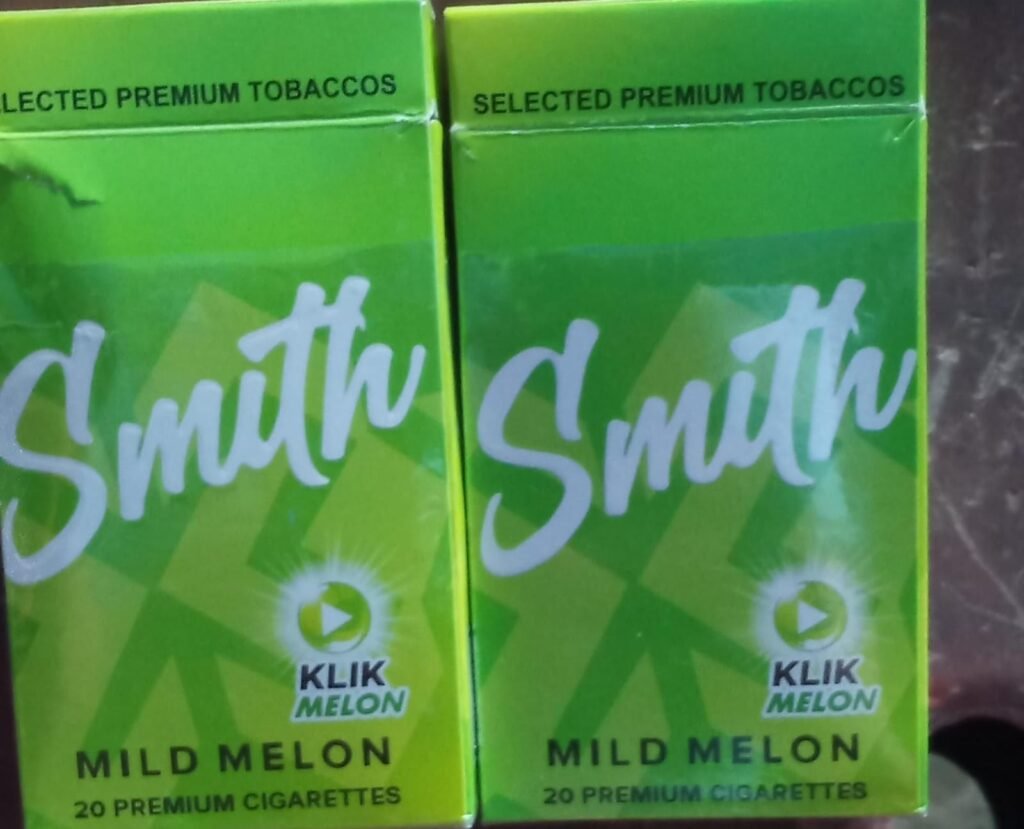 LECTED PREMIUM TOBACCOS
Smith
KLIK
MELON
MILD MELON
20 PREMIUM CIGARETTES
SELECTED PREMIUM TOBACCOS
Smith
KLIK
MELON
MILD MELON
20 PREMIUM CIGARETTES